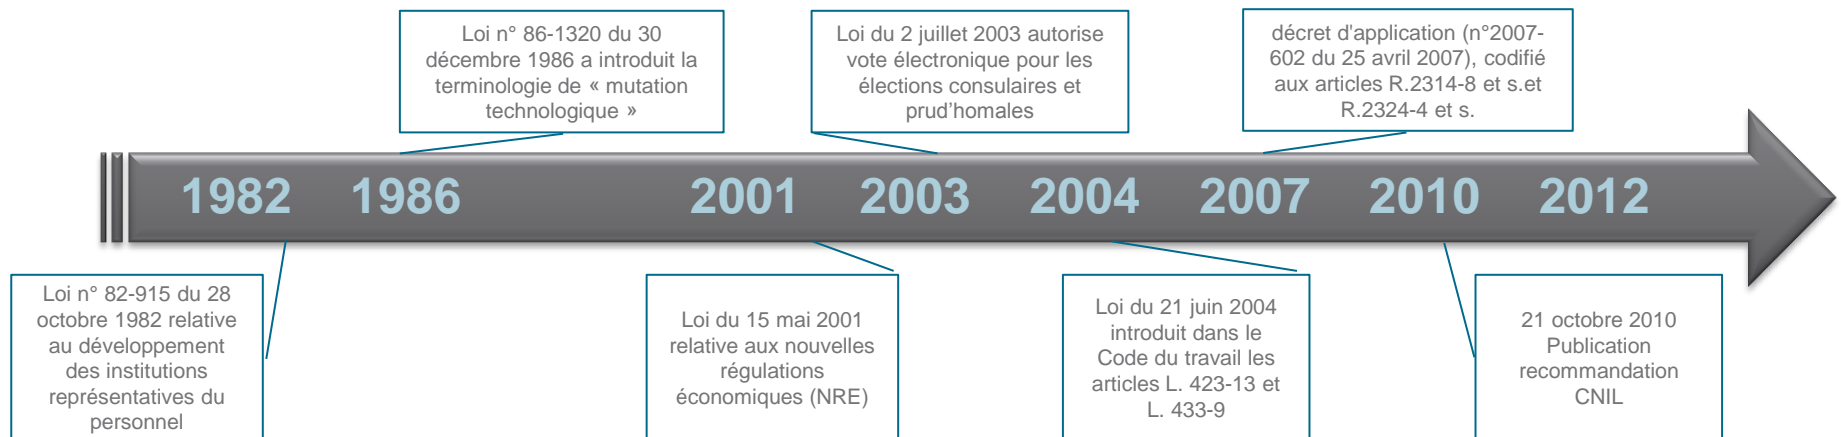 Loi n° 86-1320 du 30
décembre 1986 a introduit la
terminologie de « mutation
technologique »
Loi du 2 juillet 2003 autorise
vote électronique pour les
élections consulaires et
prud'homales
décret d'application (n°2007-
602 du 25 avril 2007), codifié
aux articles R.2314-8 et s.et
R.2324-4 et s.
1982 1986 2001 2003 2004 2007 2010 2012
Loi n° 82-915 du 28
octobre 1982 relative
au développement
des institutions
représentatives du
personnel
Loi du 15 mai 2001
relative aux nouvelles
régulations
économiques (NRE)
Loi du 21 juin 2004
introduit dans le
Code du travail les
articles L. 423-13 et
L. 433-9
21 octobre 2010
Publication
recommandation
CNIL